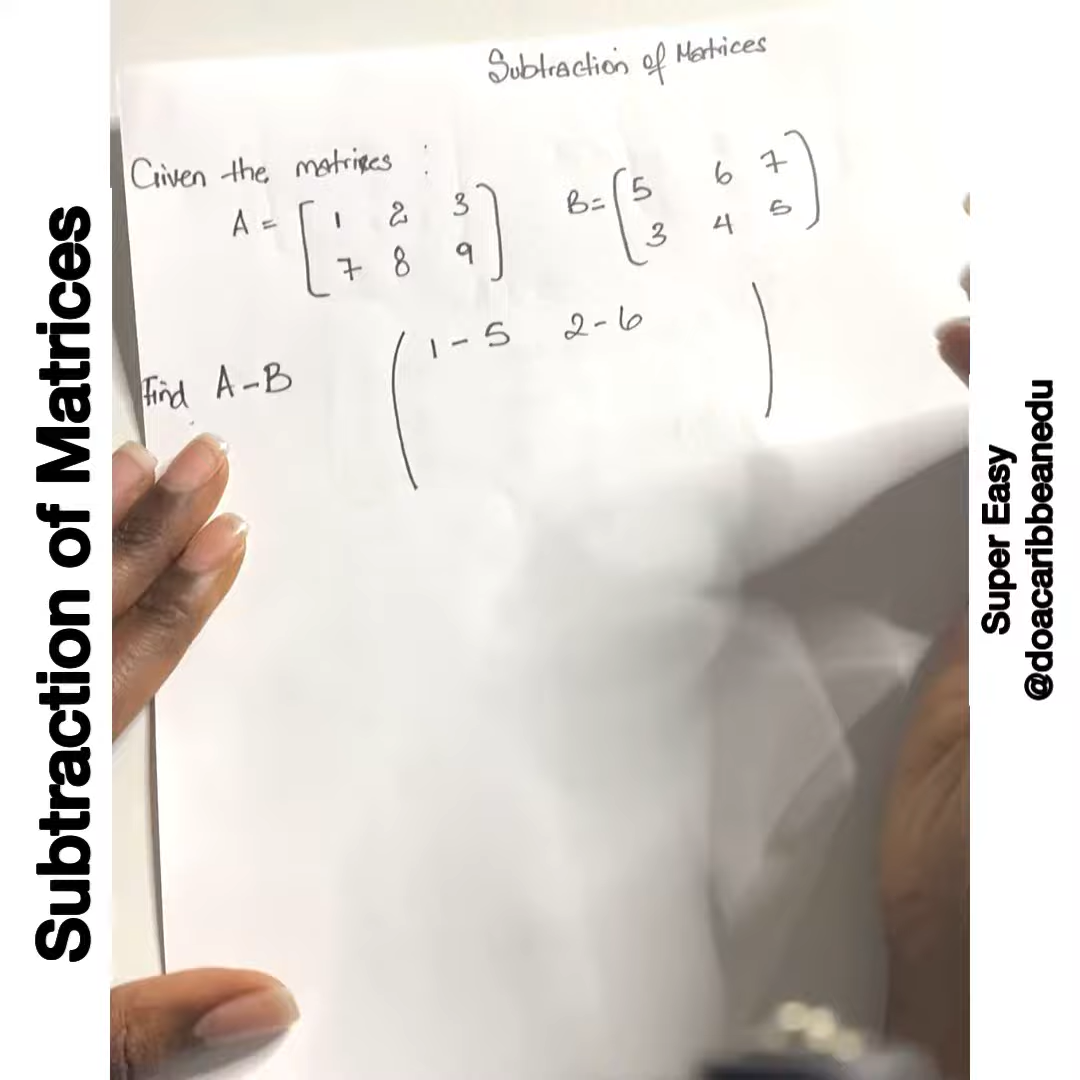 Subtraction of Matrices
Subtraction of Matrices
Given the matrixes :
A = [ 1 2 3 ]
7 8 9
B = ( 5 6 7 )
3 4 5
Find A-B
( 1 - 5 2 - 6 )
Super Easy
@doacaribbeanedu